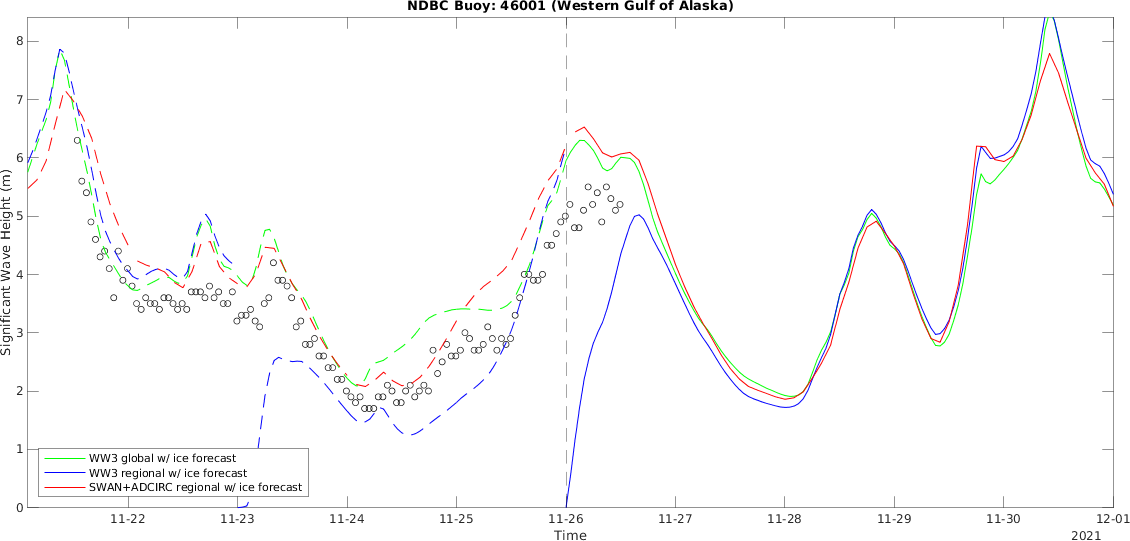 NDBC Buoy: 46001 (Western Gulf of Alaska)
Significant Wave Height (m)
8
7
6
5
4
3
2
1
0
WW3 global w/ ice forecast
WW3 regional w/ ice forecast
SWAN+ADCIRC regional w/ ice forecast
11-22 11-23 11-24 11-25 11-26 11-27 11-28 11-29 11-30 12-01
Time
2021